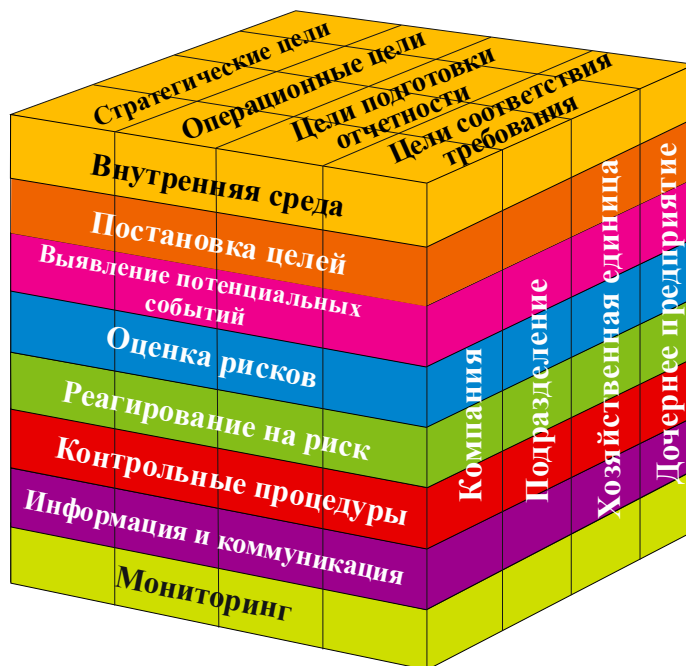 Стратегические цели
Операционные цели
Цели подготовки
отчетности
Цели соответствия
требования
Внутренняя среда
Постановка целей
Выявление потенциальных
событий
Оценка рисков
Реагирование на риск
Контрольные процедуры
Информация и коммуникация
Мониторинг
Компания
Подразделение
Хозяйственная единица
Дочернее предприятие